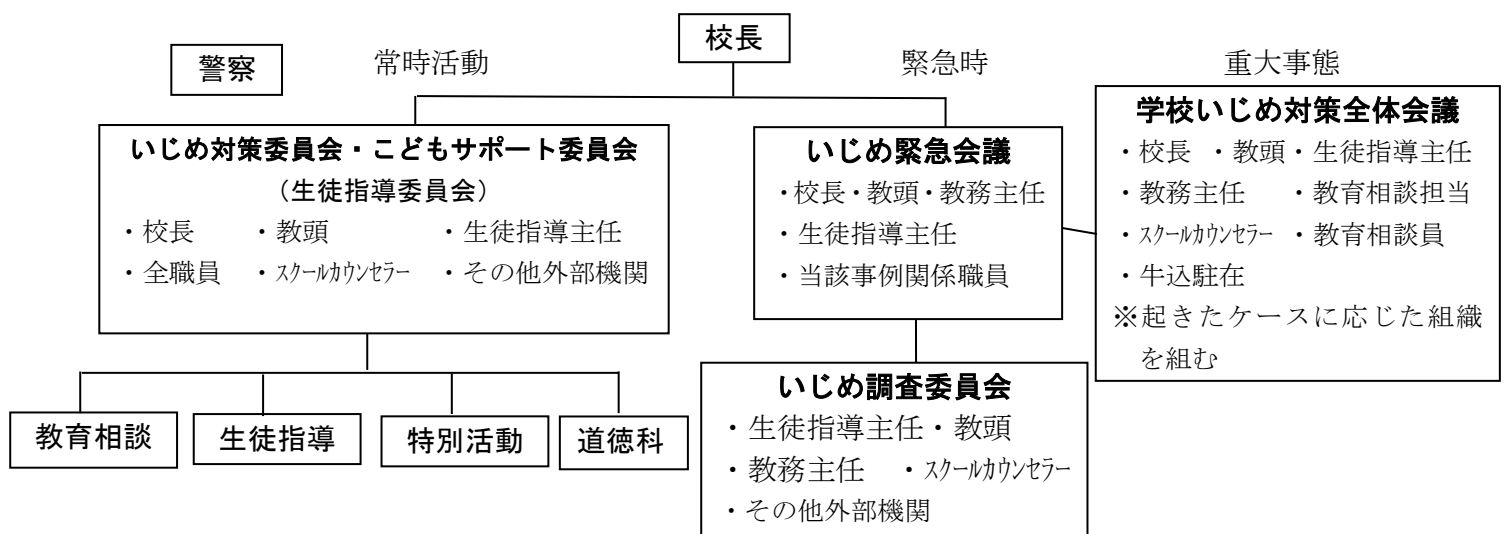 校長
警察
常時活動
緊急時
重大事態
いじめ対策委員会・こどもサポート委員会
（生徒指導委員会）
・校長 ・教頭 ・生徒指導主任
・全職員 ・スクールカウンセラー ・その他外部機関
いじめ緊急会議
・校長・教頭・教務主任
・生徒指導主任
・当該事例関係職員
学校いじめ対策全体会議
・校長 ・教頭・生徒指導主任
・教務主任 ・教育相談担当
・スクールカウンセラー ・教育相談員
・牛込駐在
※起きたケースに応じた組織
を組む
教育相談
生徒指導
特別活動
道徳科
いじめ調査委員会
・生徒指導主任・教頭
・教務主任 ・スクールカウンセラー
・その他外部機関